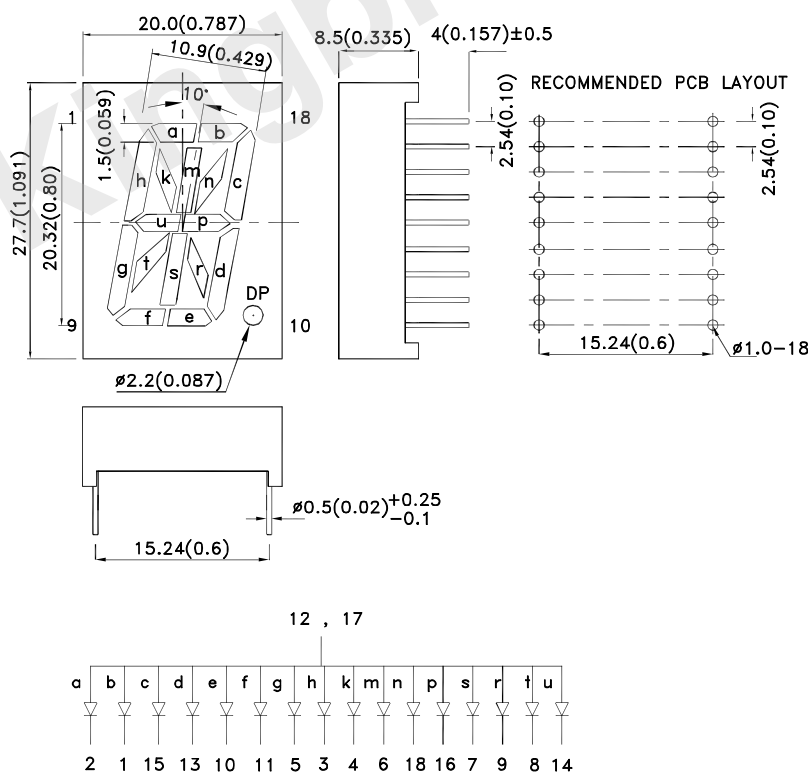 20.0(0.787)
10.9(0.429)
8.5(0.335)
4(0.157)±0.5
RECOMMENDED PCB LAYOUT
10°
1
18
a
b
1.5(0.059)
2.54(0.10)
2.54(0.10)
27.7(1.091)
20.32(0.80)
h
k
m
n
c
u
p
g
t
s
r
d
DP
f
e
9
10
15.24(0.6)
ø1.0-18
ø2.2(0.087)
ø0.5(0.02)+0.25
-0.1
15.24(0.6)
12 , 17
a b c d e f g h k m n p s r t u
2 1 15 13 10 11 5 3 4 6 18 16 7 9 8 14